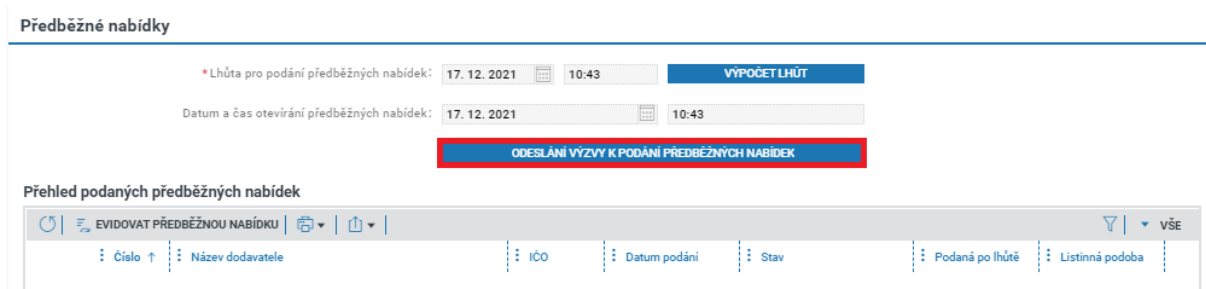 Předběžné nabídky
*Lhůta pro podání předběžných nabídek: 17. 12. 2021 10:43 VÝPOČET LHŮT
Datum a čas otevírání předběžných nabídek: 17. 12. 2021 10:43
ODESLÁNÍ VÝZVY K PODÁNÍ PŘEDBĚŽNÝCH NABÍDEK
Přehled podaných předběžných nabídek
EVIDOVAT PŘEDBĚŽNOU NABÍDKU VŠE
Číslo ↑ Název dodavatele IČO Datum podání Stav Podaná po lhůtě Listinná podoba